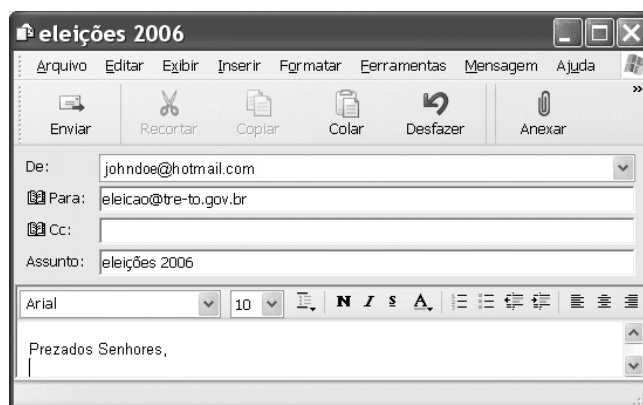 eleições 2006
Arquivo Editar Exibir Inserir Formatar Ferramentas Mensagem Ajuda
Enviar Recortar Copiar Colar Desfazer Anexar »
De: johndoe@hotmail.com
Para: eleicao@tre-to.gov.br
Cc:
Assunto: eleições 2006
Arial 10 N I S A
Prezados Senhores,